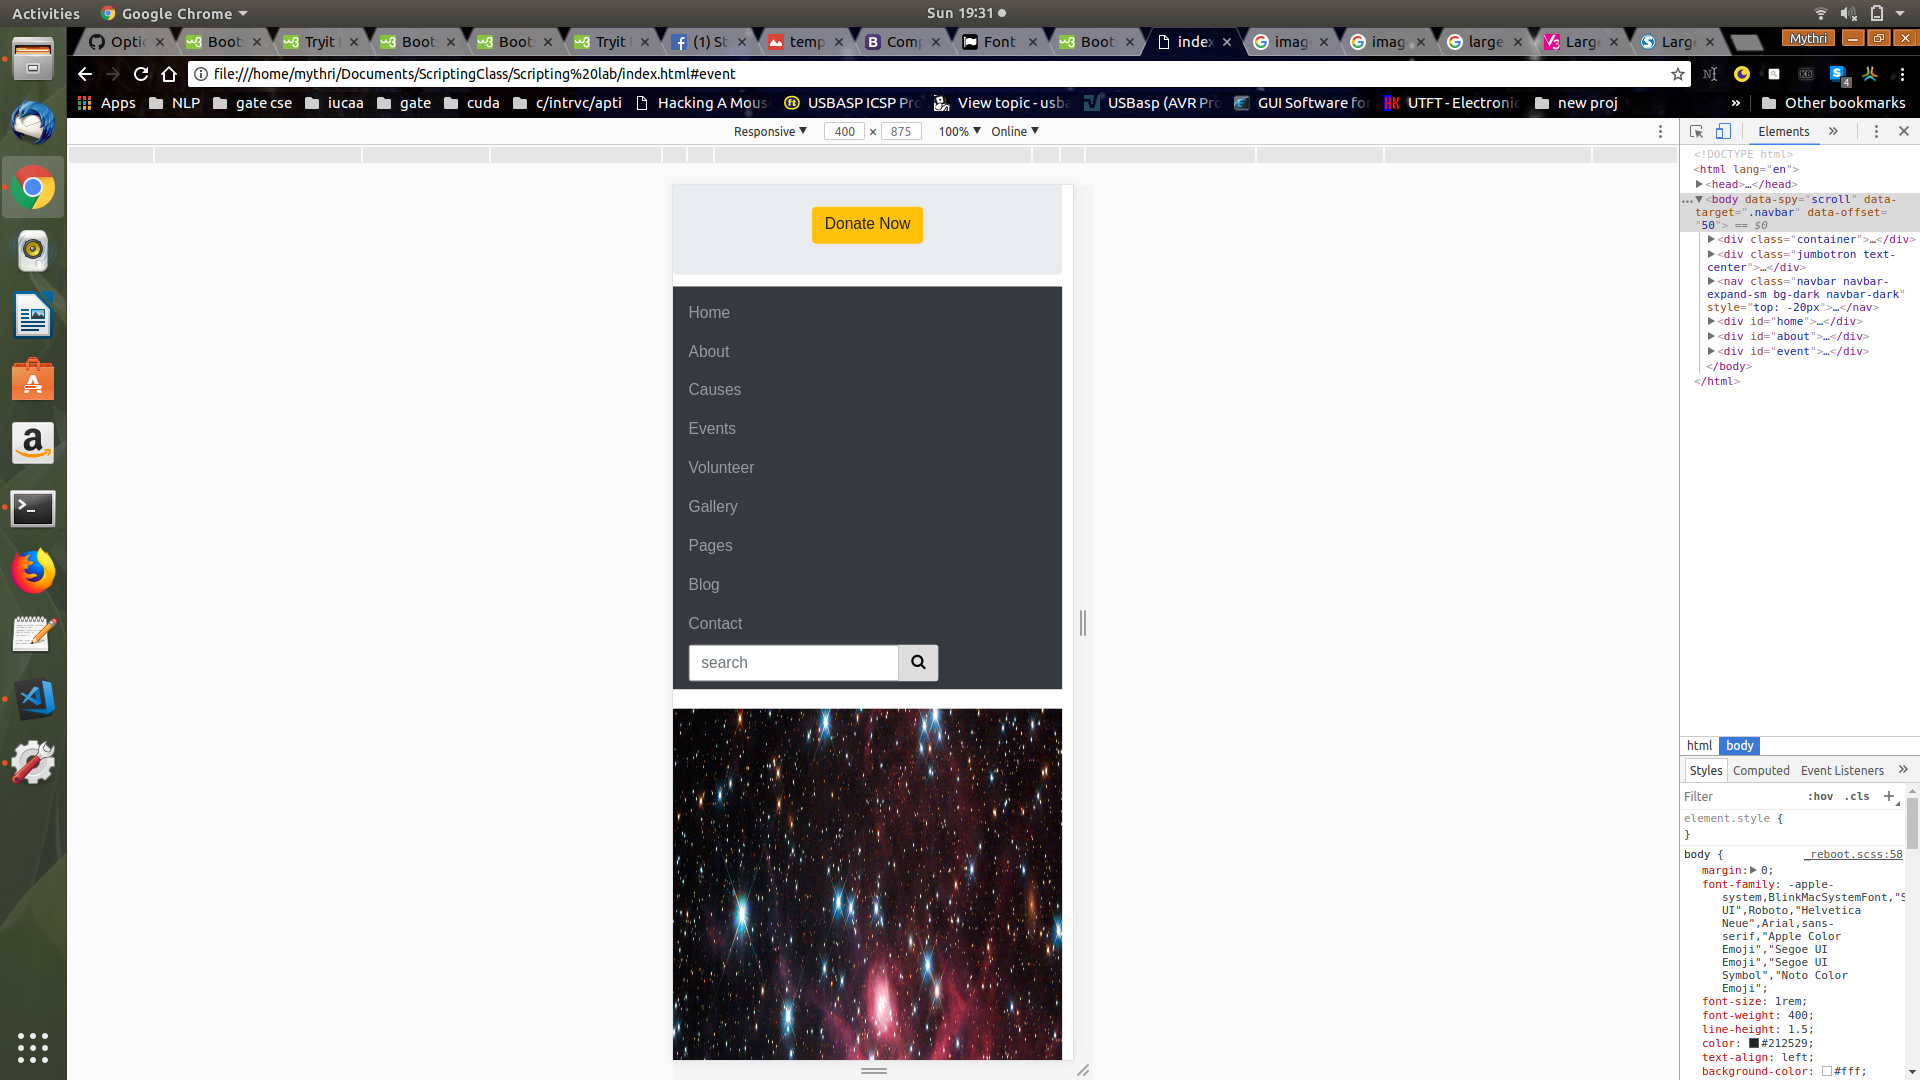 Activities
Google Chrome
Sun 19:31
Optic
Boots
Tryit
Boots
Boots
Tryit
(1) St
temp
Comp
Font
Boots
index
imag
imag
large
Large
Large
Mythri
file:///home/mythri/Documents/ScriptingClass/Scripting%20lab/index.html#event
4
Apps
NLP
gate cse
iucaa
gate
cuda
c/intrvc/apti
Hacking A Mous
USBASP ICSP Pro
View topic - usba
USBasp (AVR Pro
GUI Software for
UTFT - Electronic
new proj
»
Other bookmarks
Responsive
400 × 875
100%
Online
Elements
»
<!DOCTYPE html>
<html lang="en">
<head>…</head>
<body data-spy="scroll" data-
target=".navbar" data-offset=
"50"> == $0
<div class="container">…</div>
<div class="jumbotron text-
center">…</div>
<nav class="navbar navbar-
expand-sm bg-dark navbar-dark"
style="top: -20px">…</nav>
<div id="home">…</div>
<div id="about">…</div>
<div id="event">…</div>
</body>
</html>
Donate Now
Home
About
Causes
Events
Volunteer
Gallery
Pages
Blog
Contact
search
html body
Styles Computed Event Listeners »
Filter :hov .cls +
element.style {
}
body { _reboot.scss:58
margin: 0;
font-family: -apple-
system,BlinkMacSystemFont,"S
UI",Roboto,"Helvetica
Neue",Arial,sans-
serif,"Apple Color
Emoji","Segoe UI
Emoji","Segoe UI
Symbol","Noto Color
Emoji";
font-size: 1rem;
font-weight: 400;
line-height: 1.5;
color: #212529;
text-align: left;
background-color: #fff;